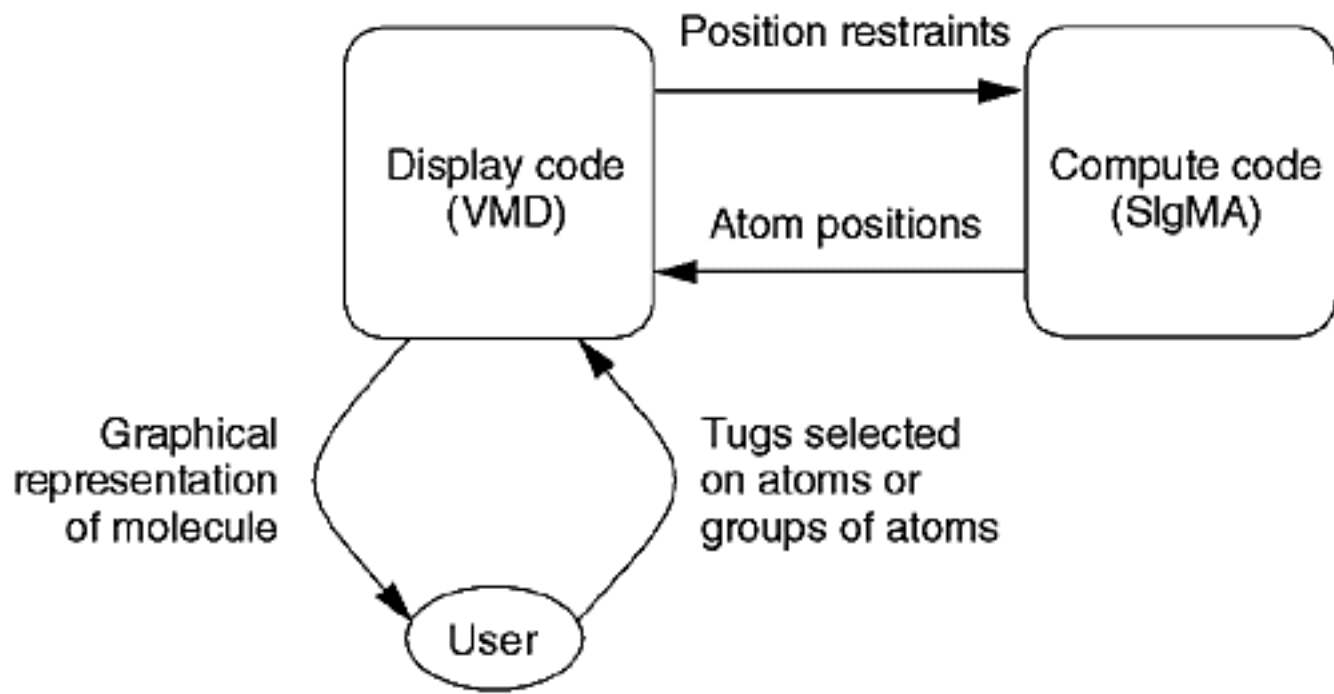 Position restraints
Display code
(VMD)
Compute code
(SIgMA)
Atom positions
Graphical
representation
of molecule
Tugs selected
on atoms or
groups of atoms
User